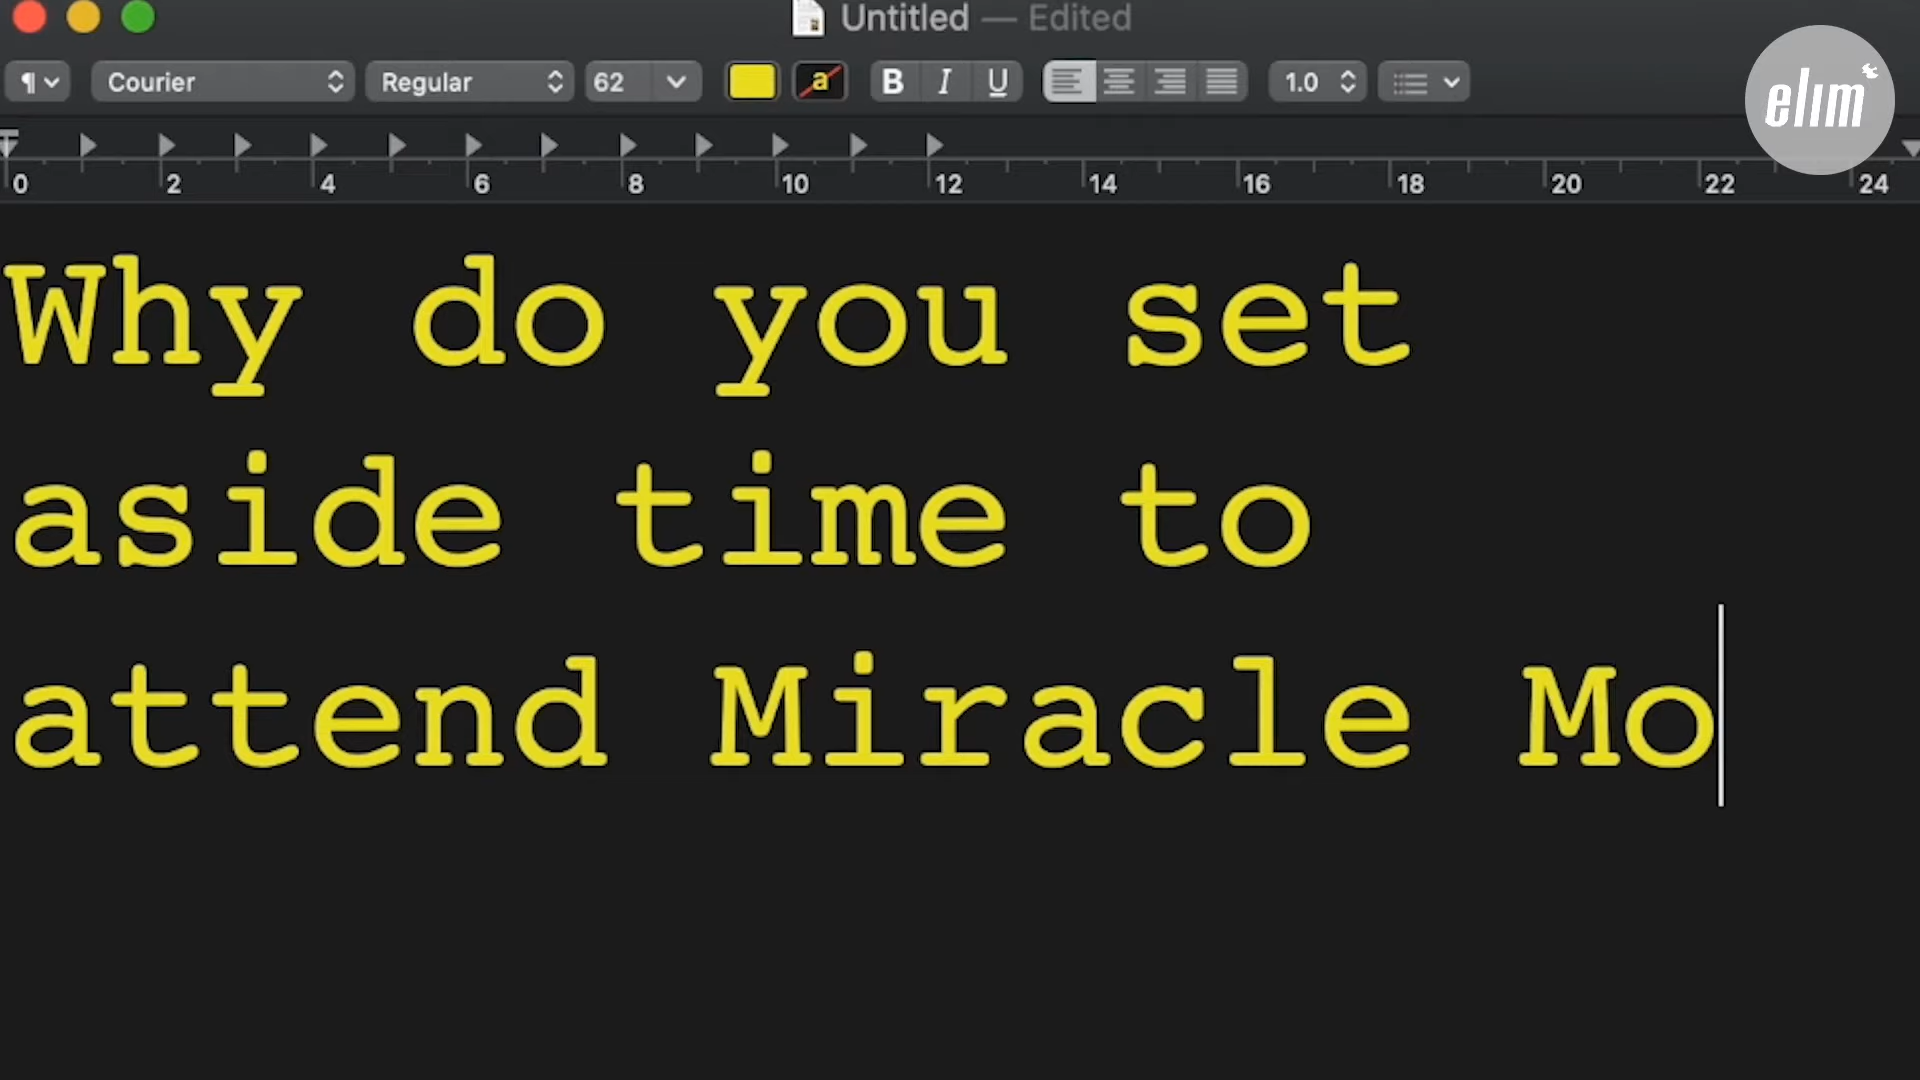 Untitled — Edited
¶ Courier Regular 62 a B I U 1.0
elim
0 2 4 6 8 10 12 14 16 18 20 22 24
Why do you set
aside time to
attend Miracle Mo